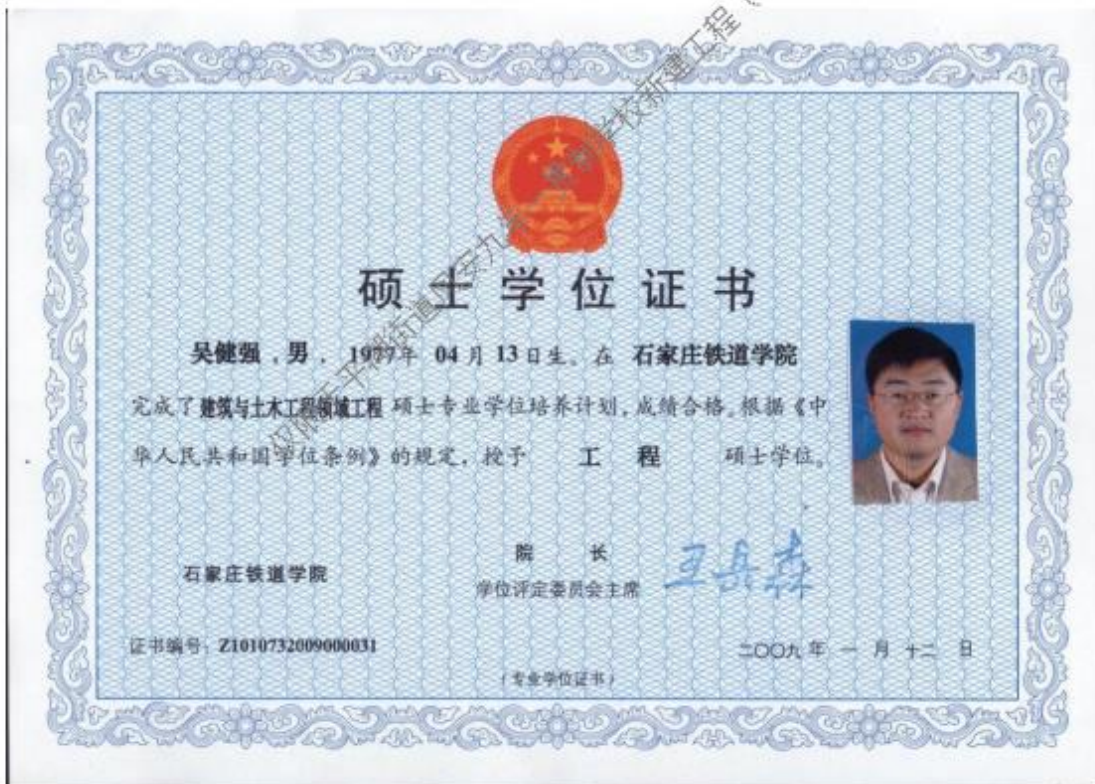 硕士学位证书
吴健强，男，1977年 04月 13日生。在 石家庄铁道学院
完成了建筑与土木工程领域工程 硕士专业学位培养计划，成绩合格。根据《中
华人民共和国学位条例》的规定，授予 工 程 硕士学位。
院 长
石家庄铁道学院
学位评定委员会主席
证书编号：Z1010732009000031
二〇〇九年 一 月 十二 日
（专业学位证书）